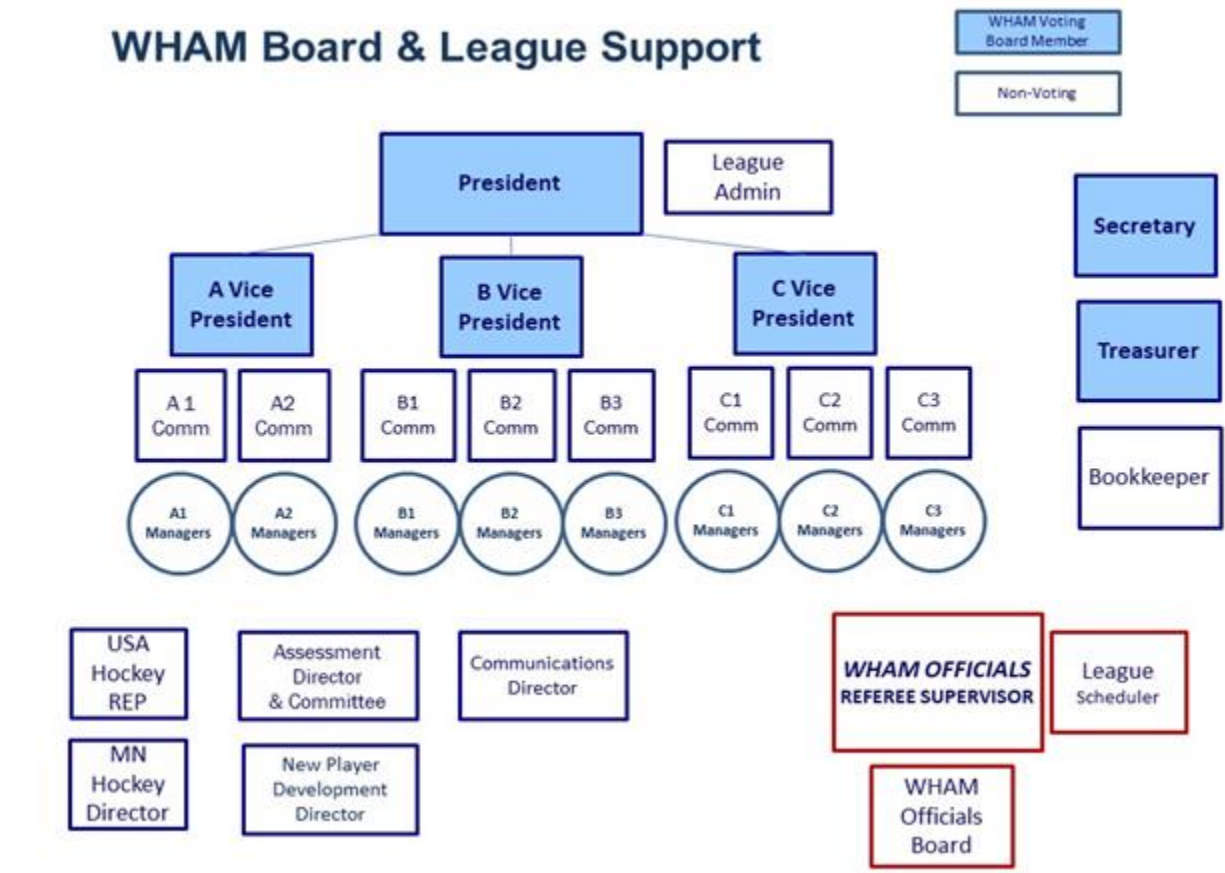 WHAM Board & League Support
WHAM Voting
Board Member
Non-Voting
President
League
Admin
Secretary
A Vice
President
B Vice
President
C Vice
President
Treasurer
A 1
Comm
A2
Comm
B1
Comm
B2
Comm
B3
Comm
C1
Comm
C2
Comm
C3
Comm
Bookkeeper
A1
Managers
A2
Managers
B1
Managers
B2
Managers
B3
Managers
C1
Managers
C2
Managers
C3
Managers
USA
Hockey
REP
Assessment
Director
& Committee
Communications
Director
WHAM OFFICIALS
REFEREE SUPERVISOR
League
Scheduler
MN
Hockey
Director
New Player
Development
Director
WHAM
Officials
Board